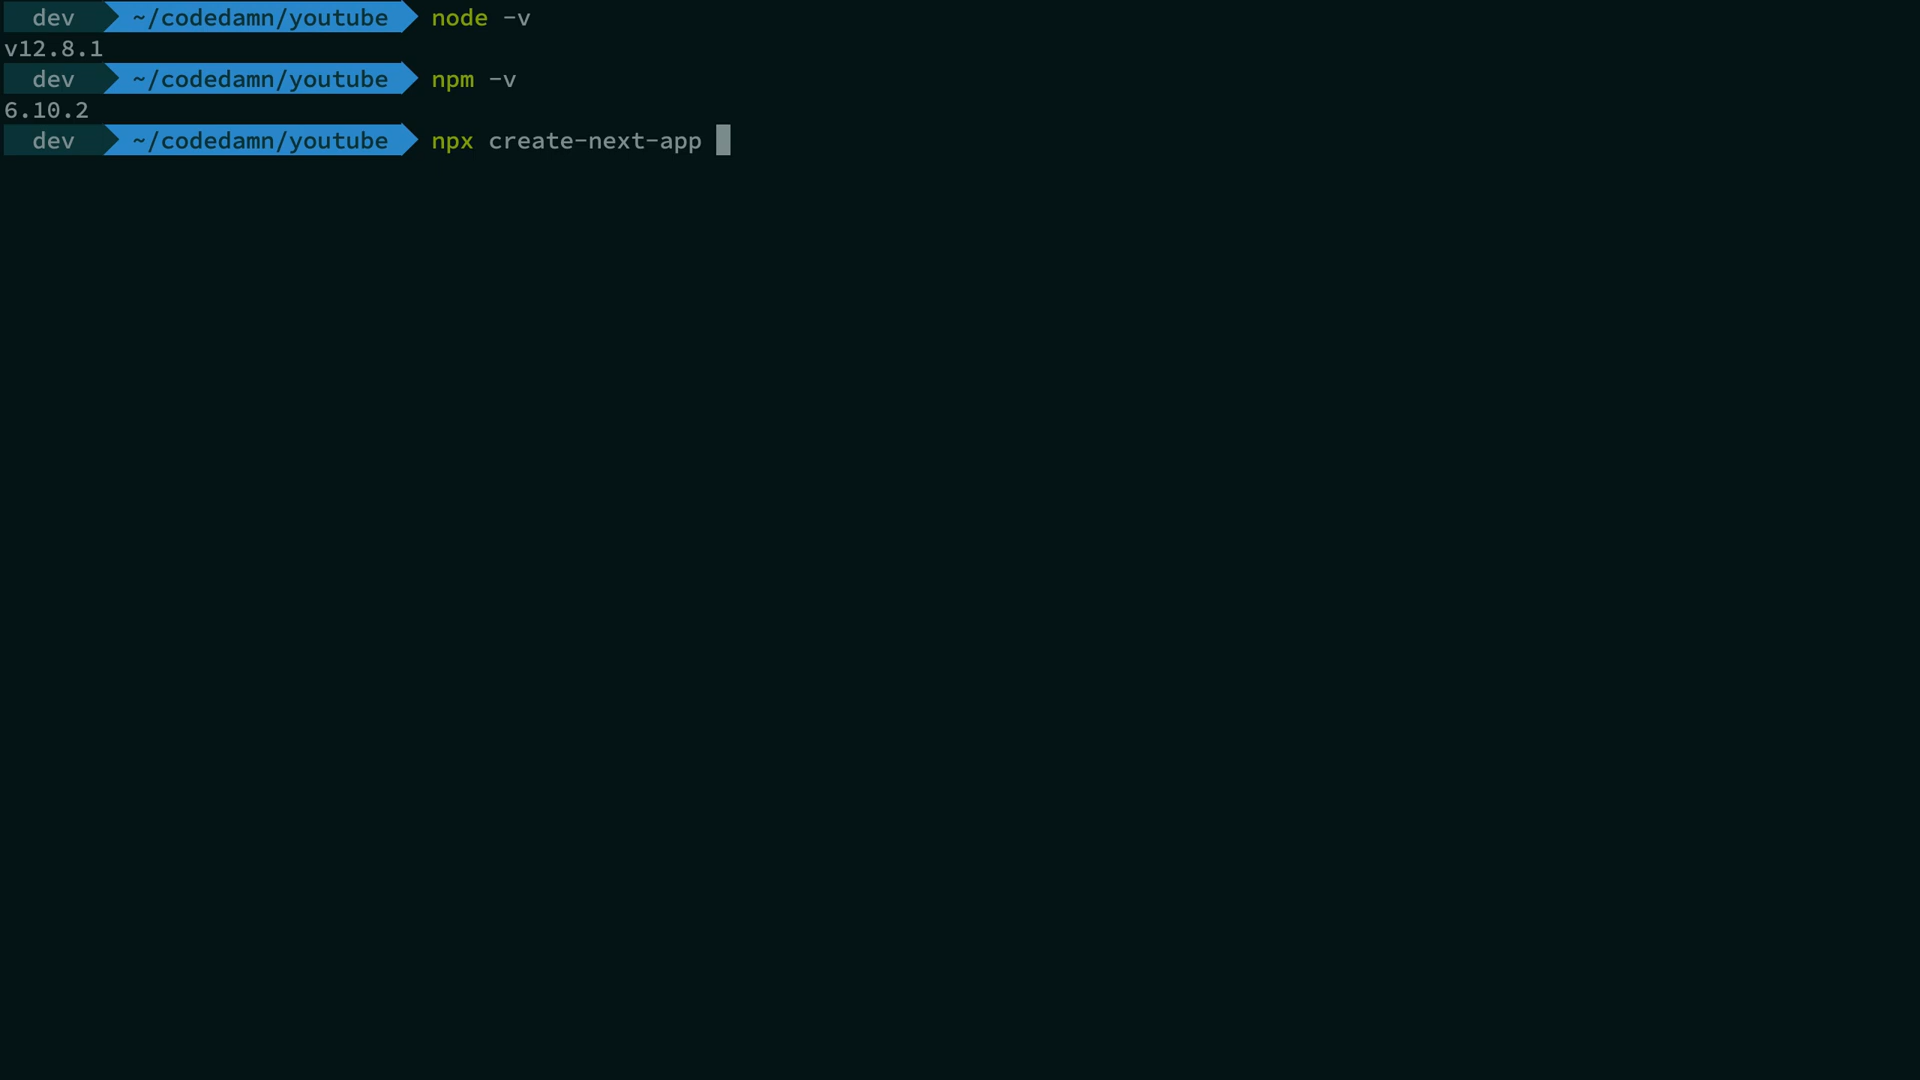 dev ~/codedamn/youtube node -v
v12.8.1
dev ~/codedamn/youtube npm -v
6.10.2
dev ~/codedamn/youtube npx create-next-app